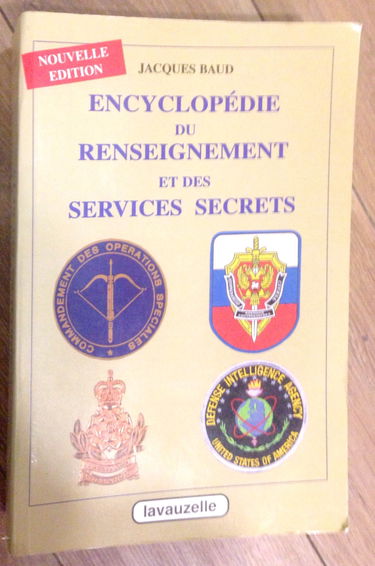 NOUVELLE
EDITION
JACQUES BAUD
ENCYCLOPÉDIE
DU
RENSEIGNEMENT
ET DES
SERVICES SECRETS
COMMANDEMENT DES OPERATIONS SPECIALES
DEFENSE INTELLIGENCE AGENCY
UNITED STATES OF AMERICA
lavauzelle